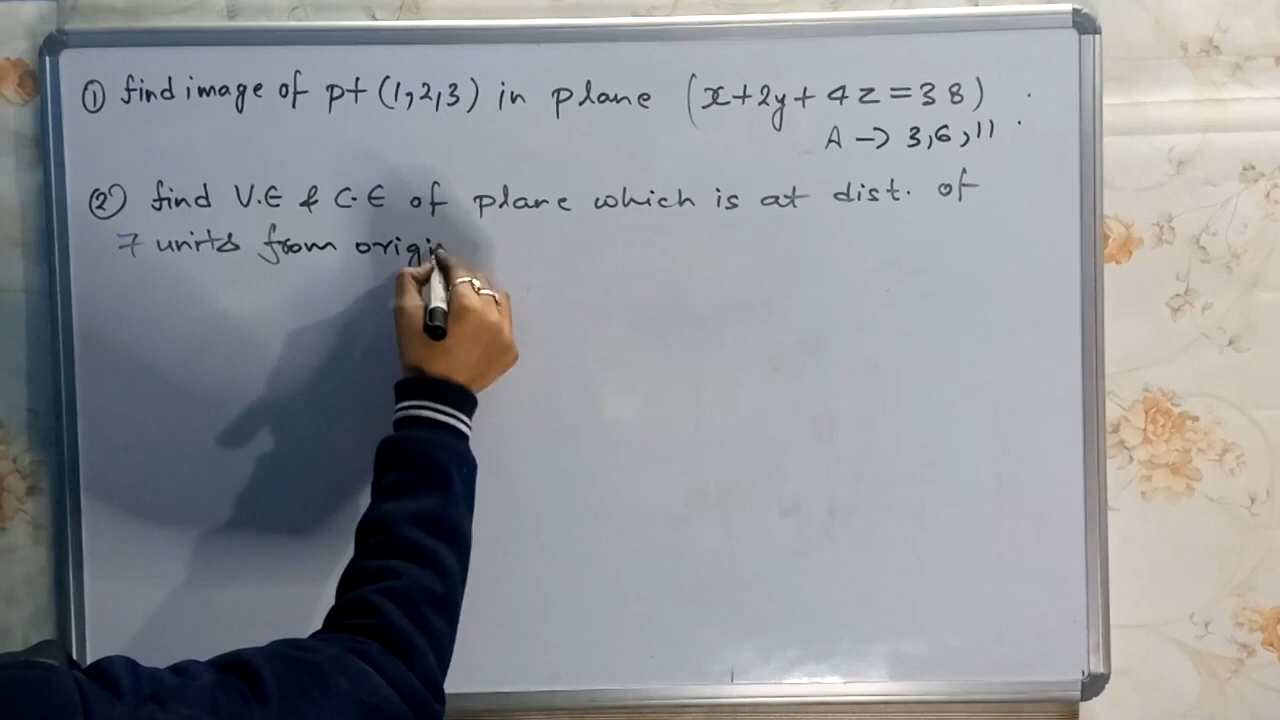 ① find image of pt (1,2,3) in plane (x+2y+4z=38).
A → 3,6,11.
② find V.E & C.E of plane which is at dist. of
7 units from origin